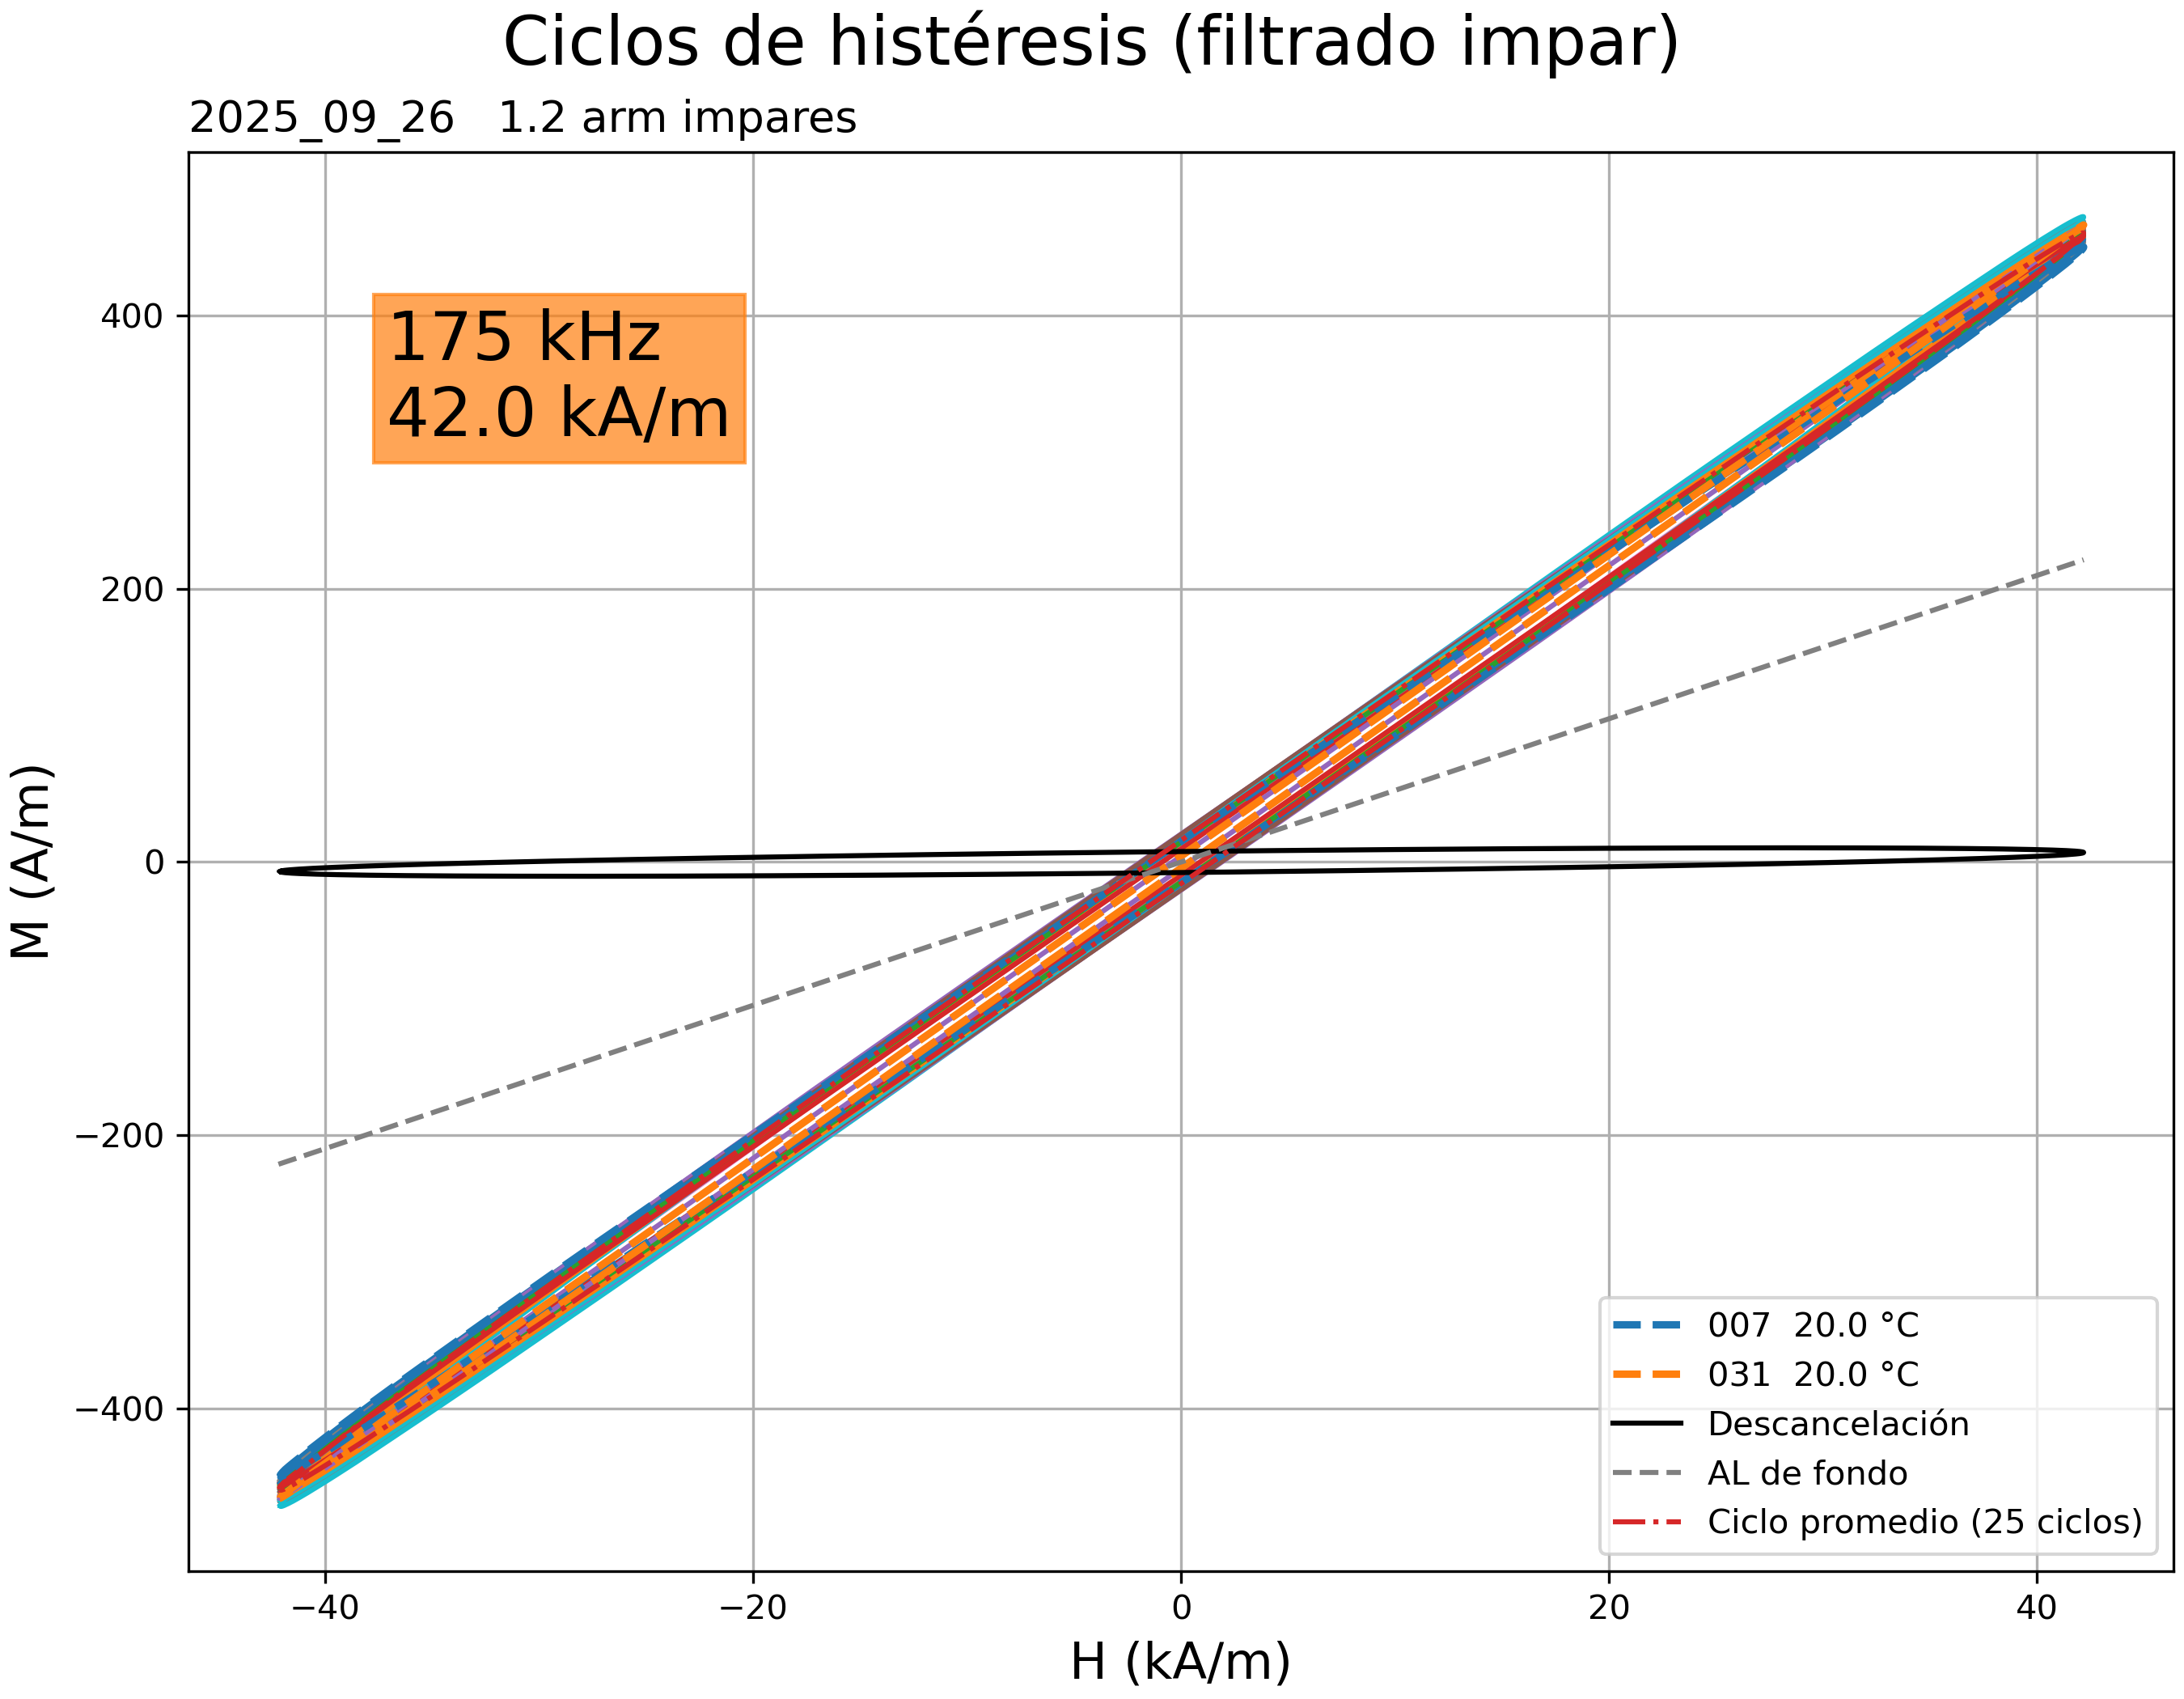 Ciclos de histéresis (filtrado impar)
2025_09_26   1.2 arm impares
175 kHz
42.0 kA/m
400
200
0
−200
−400
M (A/m)
−40
−20
0
20
40
H (kA/m)
007  20.0 °C
031  20.0 °C
Descancelación
AL de fondo
Ciclo promedio (25 ciclos)